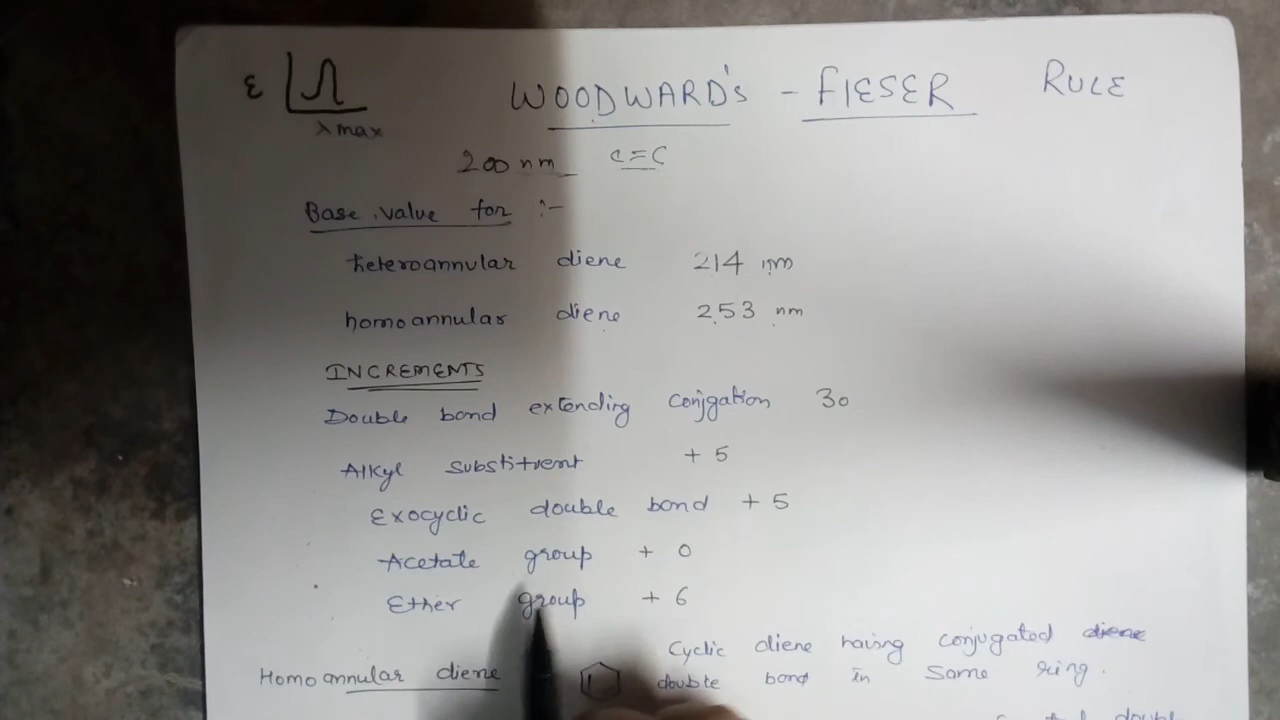 WOODWARD's - FIESER RULE
ε
λ max
200 nm C=C
Base value for :-
heteroannular diene 214 nm
homoannular diene 253 nm
INCREMENTS
Double bond extending conjgation 30
Alkyl substituent + 5
Exocyclic double bond + 5
Acetate group + 0
Ether group + 6
Cyclic diene having conjugated diene
Homoannular diene double bond in Same ring.
double